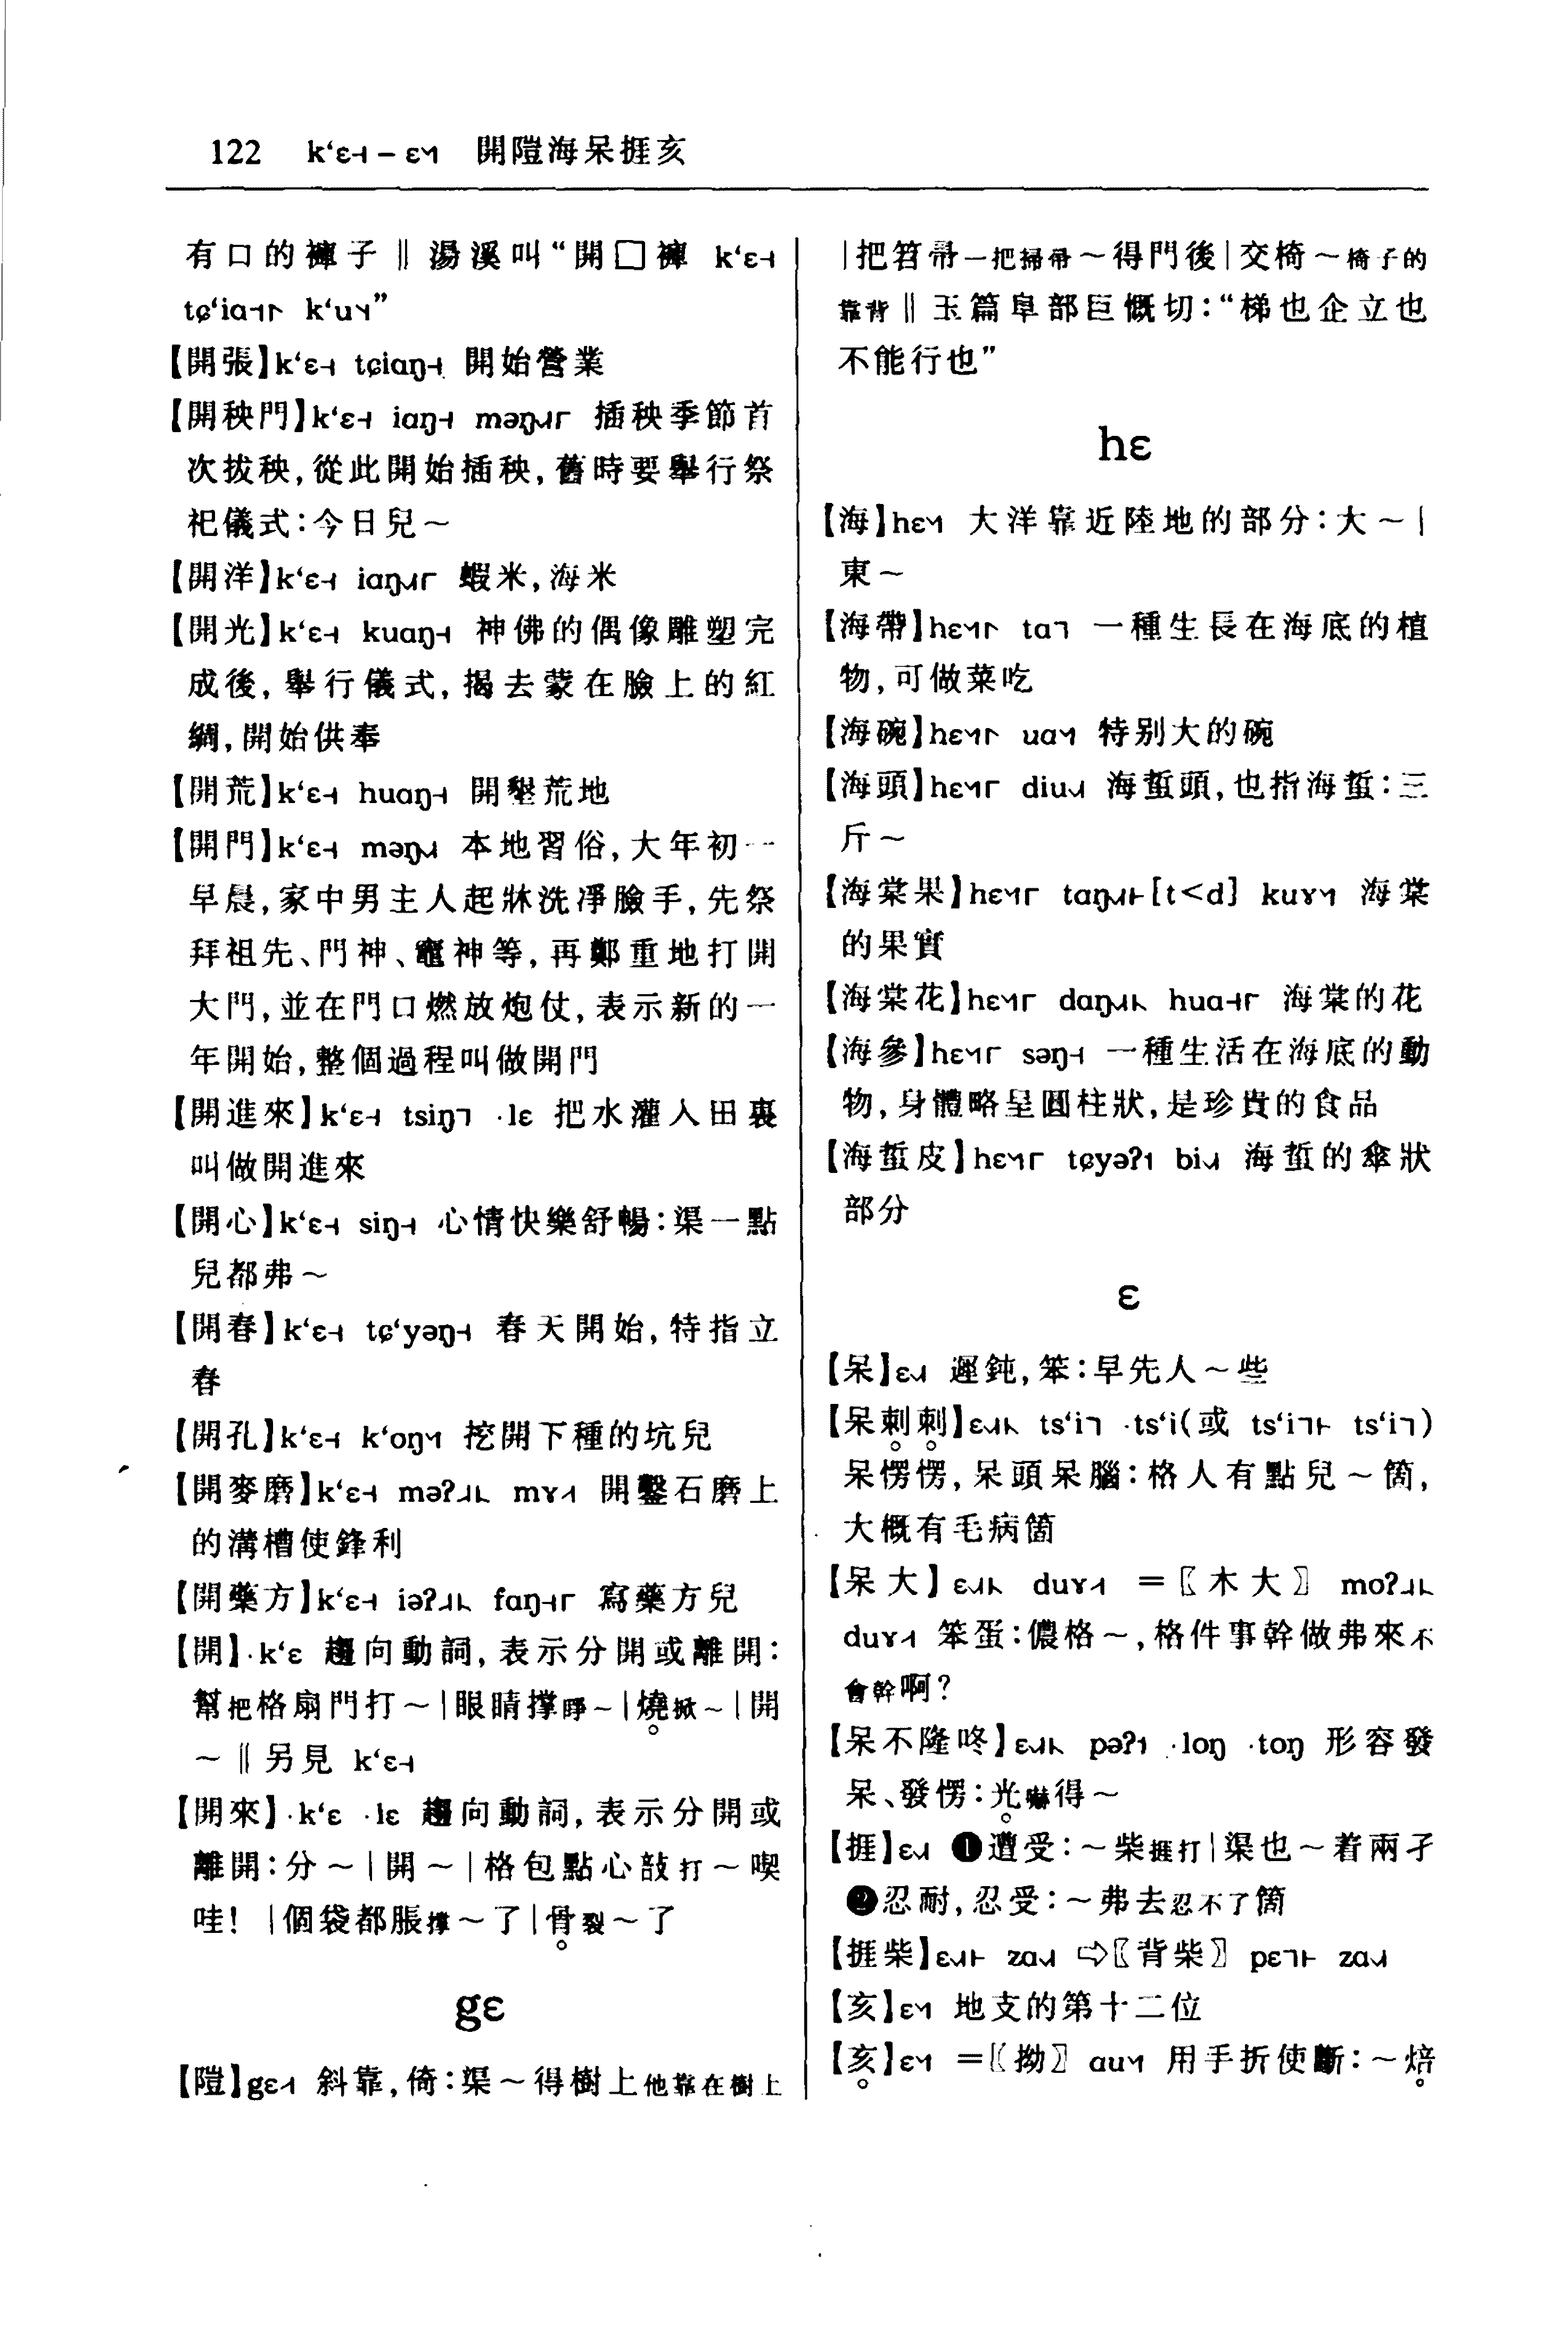 122 k‘ɛ˧ – ɛ˥˧ 開隑海呆捱亥
有口的褲子‖湯溪叫“開囗褲 k‘ɛ˧
tɕ‘iɑ k‘u”
【開張】k‘ɛ˧ tɕiɑŋ˧ 開始營業
【開秧門】k‘ɛ˧ iɑŋ˧ məŋ 插秧季節首
次拔秧,從此開始插秧,舊時要舉行祭
祀儀式:今日兒～
【開洋】k‘ɛ˧ iɑŋ 蝦米,海米
【開光】k‘ɛ˧ kuɑŋ˧ 神佛的偶像雕塑完
成後,舉行儀式,揭去蒙在臉上的紅
綢,開始供奉
【開荒】k‘ɛ˧ huɑŋ˧ 開墾荒地
【開門】k‘ɛ˧ məŋ 本地習俗,大年初一
早晨,家中男主人起牀洗凈臉手,先祭
拜祖先、門神、竈神等,再鄭重地打開
大門,並在門口燃放炮仗,表示新的一
年開始,整個過程叫做開門
【開進來】k‘ɛ˧ tsiŋ˥ ·lɛ 把水灌入田裏
叫做開進來
【開心】k‘ɛ˧ siŋ˧ 心情快樂舒暢:渠一點
兒都弗～
【開春】k‘ɛ˧ tɕ‘yəŋ˧ 春天開始,特指立
春
【開孔】k‘ɛ˧ k‘oŋ 挖開下種的坑兒
【開麥磨】k‘ɛ˧ məʔ mɤ 開鑿石磨上
的溝槽使鋒利
【開藥方】k‘ɛ˧ iəʔ fɑŋ 寫藥方兒
【開】·k‘ɛ 趨向動詞,表示分開或離開:
幫把格扇門打～|眼睛撑睜～|燒掀～|開
～‖另見 k‘ɛ˧
【開來】·k‘ɛ ·lɛ 趨向動詞,表示分開或
離開:分～|開～|格包點心敨打～喫
哇! |個袋都脹撑～了|骨裂～了
gɛ
【隑】gɛ 斜靠,倚:渠～得樹上他靠在樹上
|把笤帚一把掃帚～得門後|交椅～椅子的
靠背‖玉篇阜部巨慨切:“梯也企立也
不能行也”
hɛ
【海】hɛ 大洋靠近陸地的部分:大～|
東～
【海帶】hɛ tɑ˥ 一種生長在海底的植
物,可做菜吃
【海碗】hɛ uɑ 特别大的碗
【海頭】hɛ diu 海蜇頭,也指海蜇:三
斤～
【海棠果】hɛ tɑŋ[t<d] kuɤ 海棠
的果實
【海棠花】hɛ dɑŋ huɑ 海棠的花
【海參】hɛ səŋ˧ 一種生活在海底的動
物,身體略呈圓柱狀,是珍貴的食品
【海蜇皮】hɛ tɕyəʔ bi 海蜇的傘狀
部分
ɛ
【呆】ɛ 遲鈍,笨:早先人～些
【呆刺刺】ɛ ts‘i˥ ·ts‘i(或 ts‘i ts‘i˥)
呆愣愣,呆頭呆腦:格人有點兒～箇,
大概有毛病箇
【呆大】ɛ duɤ =〖木大〗 moʔ
duɤ 笨蛋:儂格～,格件事幹做弗來不
會幹啊?
【呆不隆咚】ɛ pəʔ ·loŋ ·toŋ 形容發
呆、發愣:光嚇得～
【捱】ɛ ❶遭受:～柴捱打|渠也～着兩孑
❷忍耐,忍受:～弗去忍不了箇
【捱柴】ɛ zɑ ⇨〖背柴〗 pɛ zɑ
【亥】ɛ 地支的第十二位
【亥】ɛ =〖拗〗 ɑu 用手折使斷:～焙